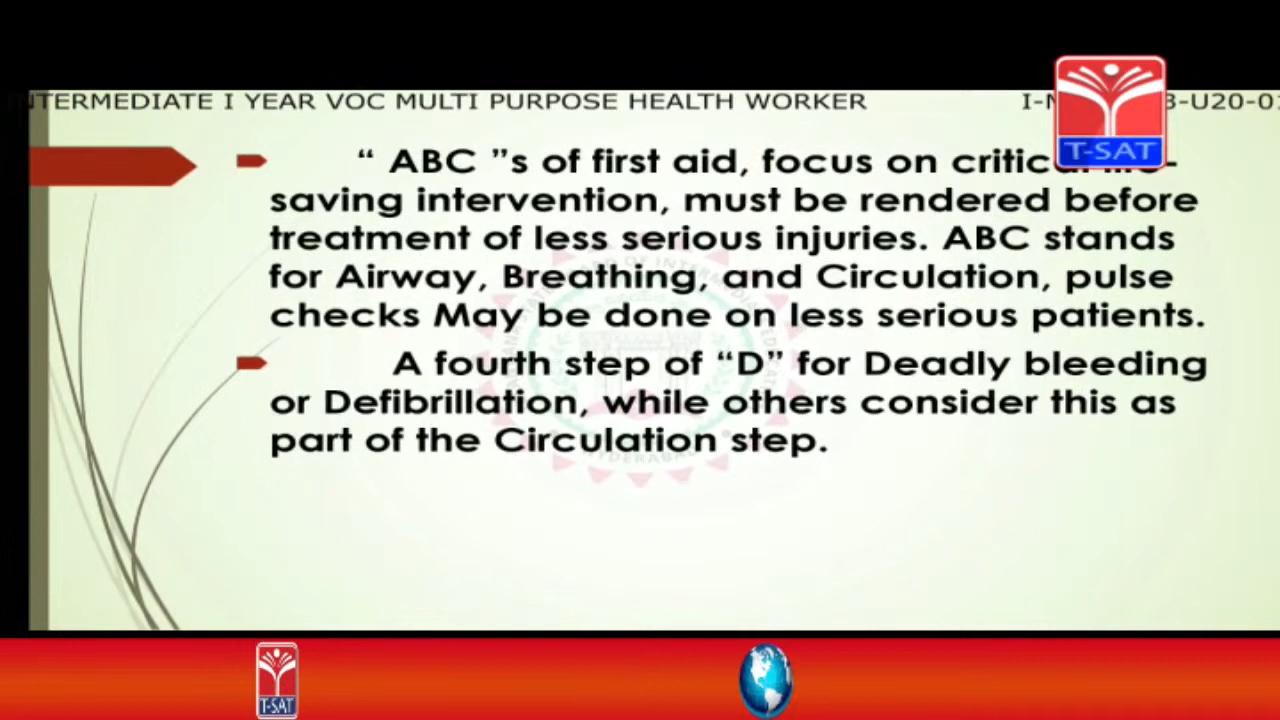 INTERMEDIATE I YEAR VOC MULTI PURPOSE HEALTH WORKER
T-SAT
“ ABC ”s of first aid, focus on critical life-
saving intervention, must be rendered before
treatment of less serious injuries. ABC stands
for Airway, Breathing, and Circulation, pulse
checks May be done on less serious patients.
A fourth step of “D” for Deadly bleeding
or Defibrillation, while others consider this as
part of the Circulation step.
HYDERABAD
T-SAT